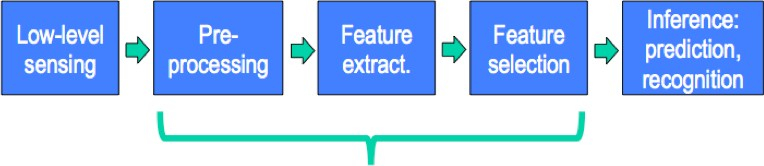 Low-level
sensing
Pre-
processing
Feature
extract.
Feature
selection
Inference:
prediction,
recognition